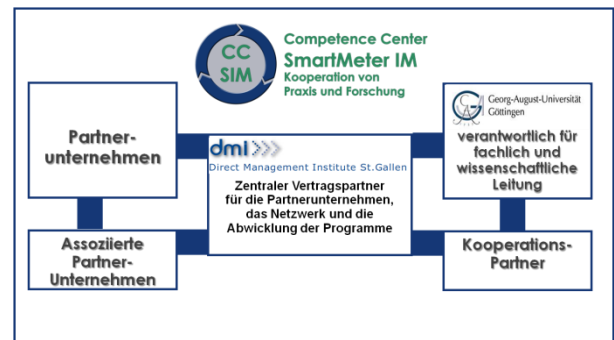 CC
SIM
Competence Center
SmartMeter IM
Kooperation von
Praxis und Forschung
Partner-
unternehmen
dmi
Direct Management Institute St.Gallen
Zentraler Vertragspartner
für die Partnerunternehmen,
das Netzwerk und die
Abwicklung der Programme
Georg-August-Universität
Göttingen
verantwortlich für
fachlich und
wissenschaftliche
Leitung
Assoziierte
Partner-
Unternehmen
Kooperations-
Partner